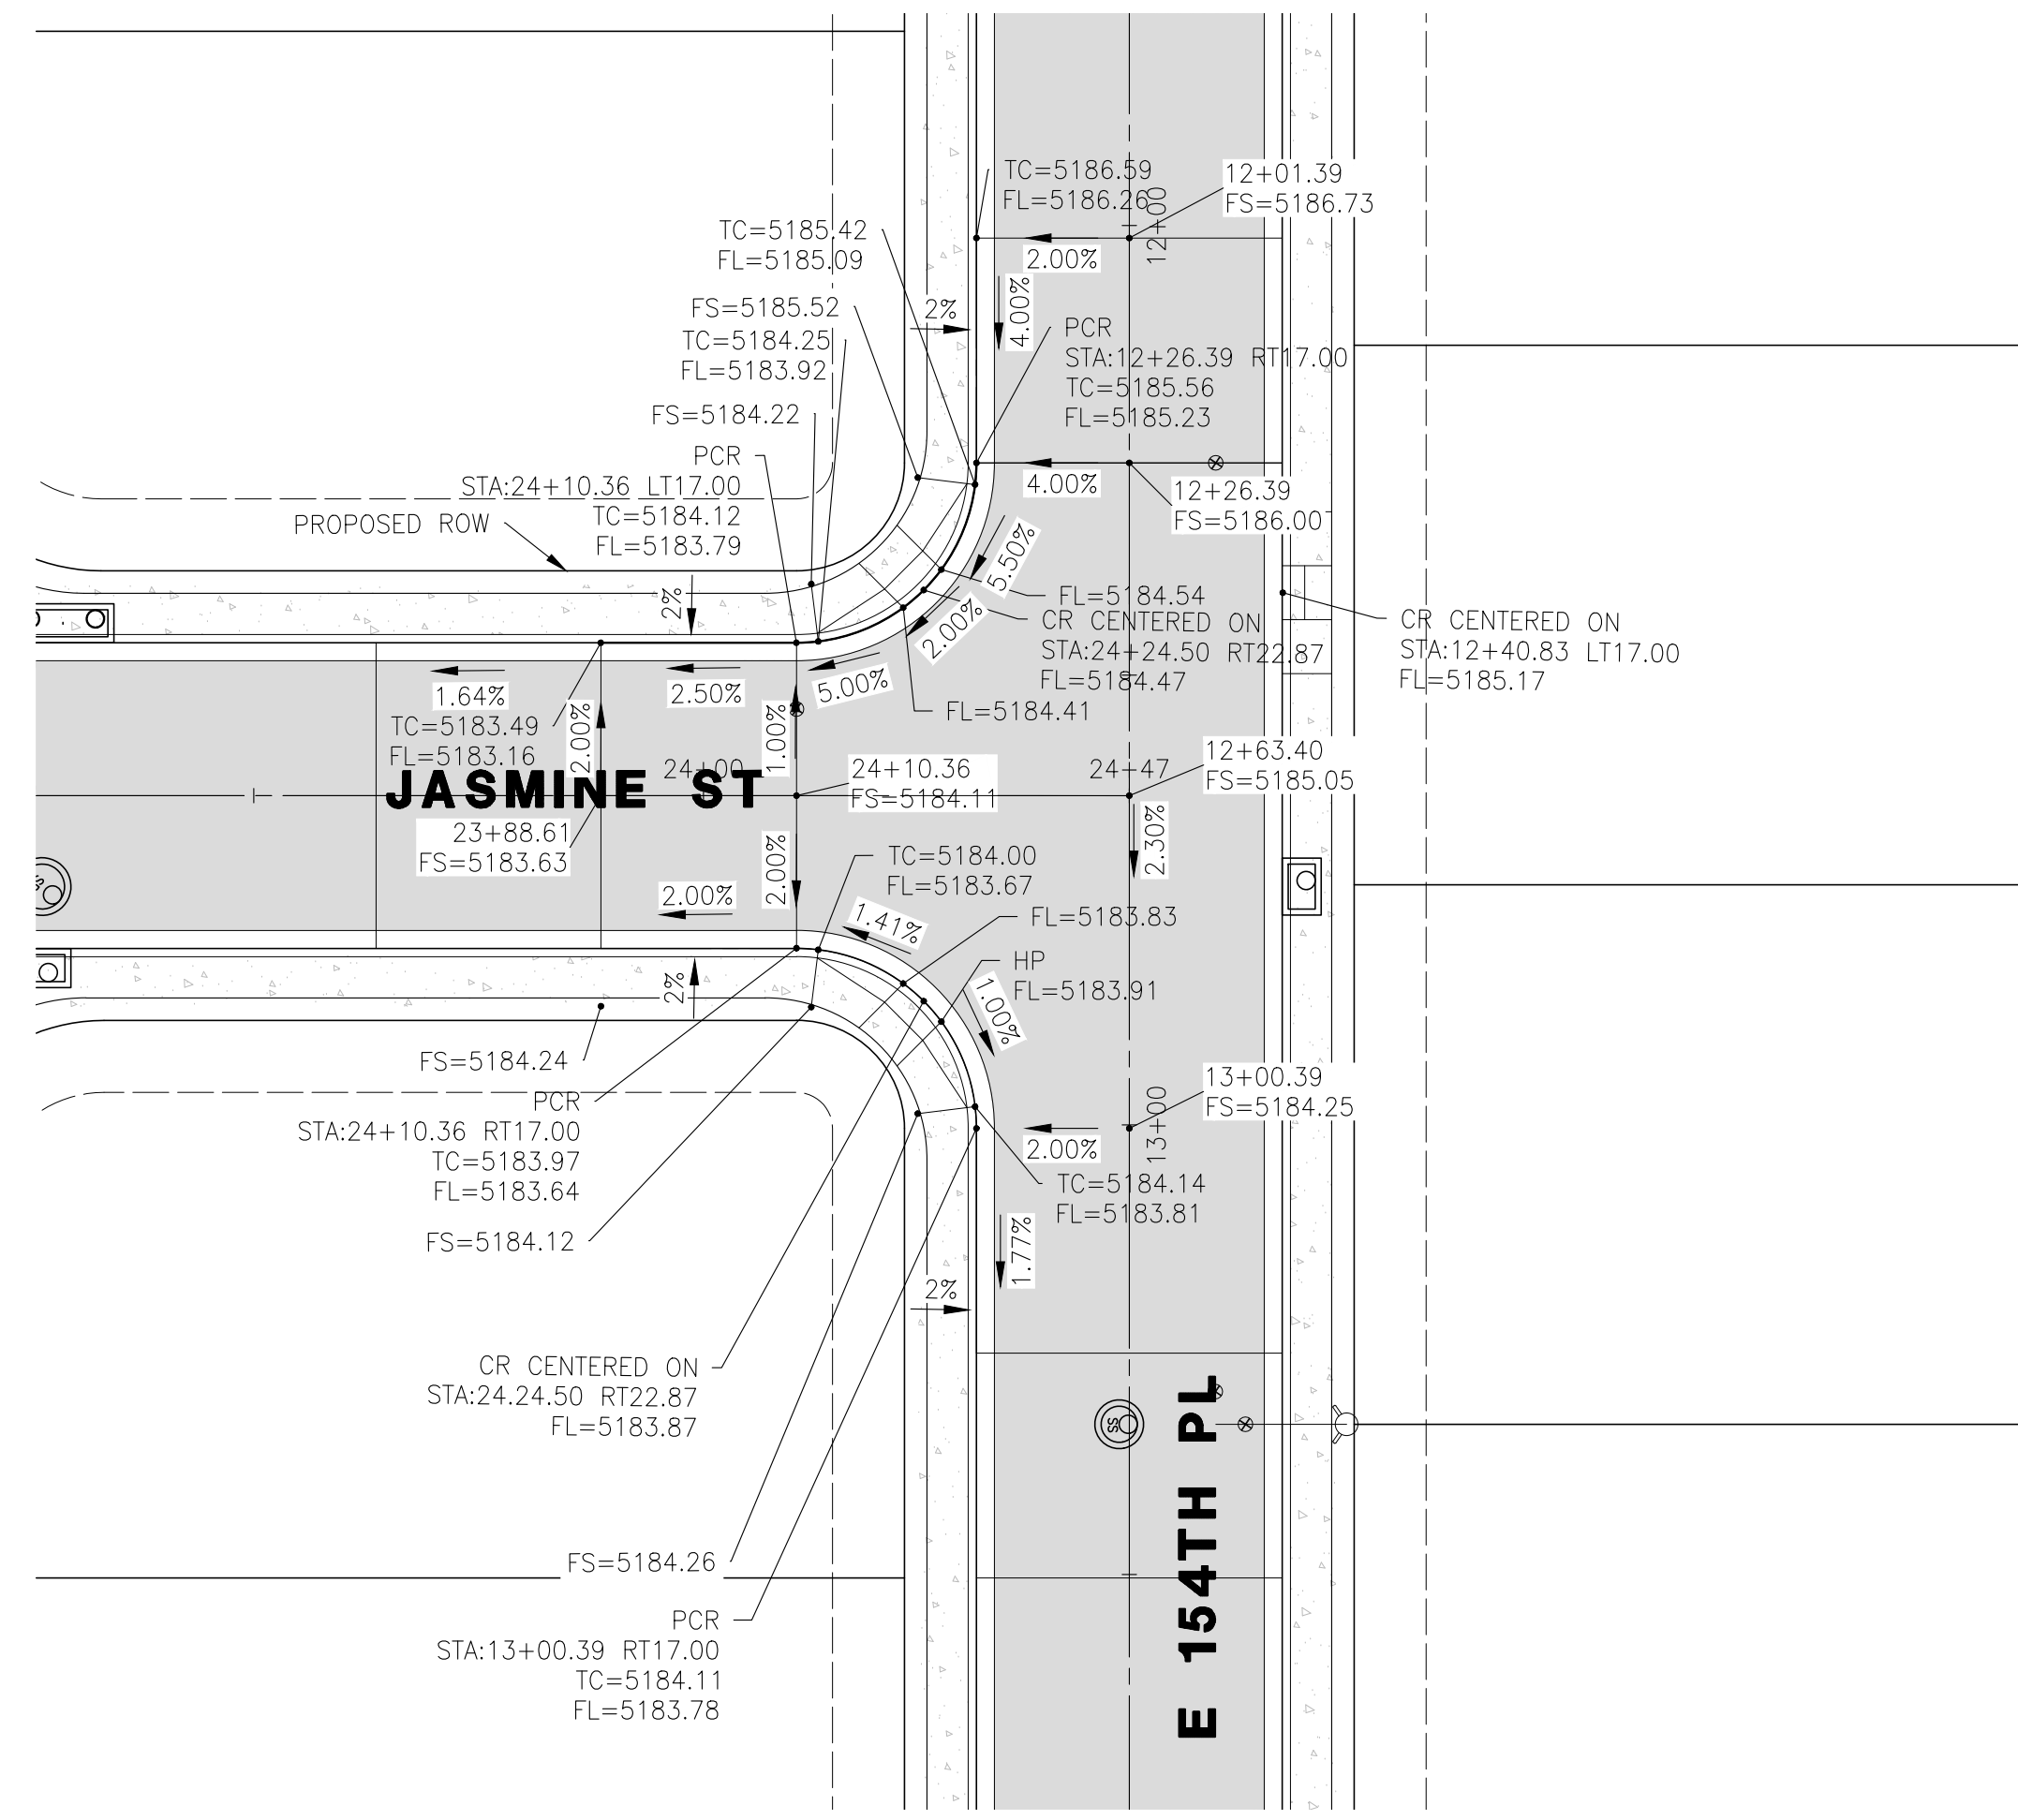 TC=5186.59
FL=5186.26
12+00
12+01.39
FS=5186.73
TC=5185.42
FL=5185.09
2.00%
FS=5185.52
2%
4.00%
TC=5184.25
FL=5183.92
PCR
STA:12+26.39 RT17.00
TC=5185.56
FL=5185.23
FS=5184.22
PCR
STA:24+10.36 LT17.00
TC=5184.12
FL=5183.79
4.00%
12+26.39
FS=5186.00
PROPOSED ROW
5.50%
2%
FL=5184.54
2.00%
CR CENTERED ON
STA:24+24.50 RT22.87
FL=5184.47
CR CENTERED ON
STA:12+40.83 LT17.00
FL=5185.17
1.64%
2.50%
5.00%
FL=5184.41
TC=5183.49
FL=5183.16
2.00%
1.00%
24+00
24+10.36
FS=5184.11
24+47
12+63.40
FS=5185.05
JASMINE ST
23+88.61
FS=5183.63
2.00%
2.30%
TC=5184.00
FL=5183.67
2.00%
1.41%
FL=5183.83
HP
FL=5183.91
2%
1.00%
FS=5184.24
13+00.39
FS=5184.25
PCR
STA:24+10.36 RT17.00
TC=5183.97
FL=5183.64
13+00
2.00%
TC=5184.14
FL=5183.81
FS=5184.12
1.77%
2%
CR CENTERED ON
STA:24.24.50 RT22.87
FL=5183.87
SS
E 154TH PL
FS=5184.26
PCR
STA:13+00.39 RT17.00
TC=5184.11
FL=5183.78